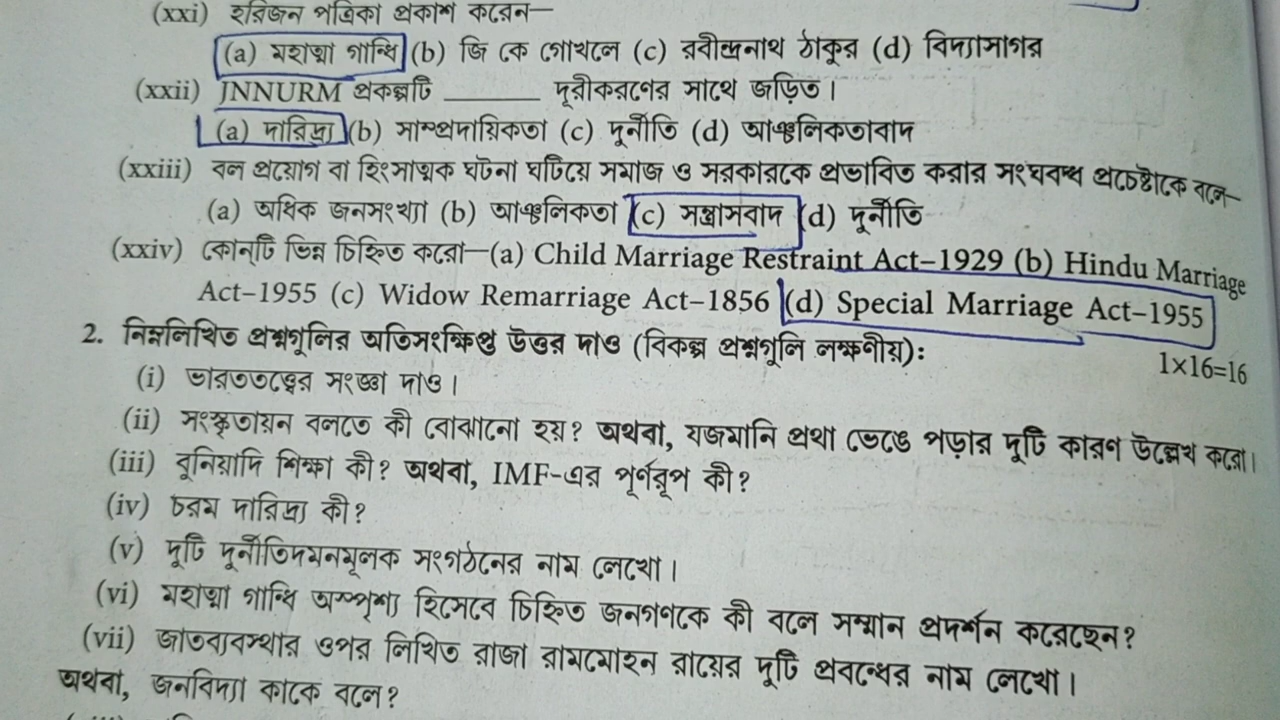 (xxi) হরিজন পত্রিকা প্রকাশ করেন—
(a) মহাত্মা গান্ধি (b) জি কে গোখলে (c) রবীন্দ্রনাথ ঠাকুর (d) বিদ্যাসাগর
(xxii) JNNURM প্রকল্পটি ________ দূরীকরণের সাথে জড়িত।
(a) দারিদ্র্য (b) সাম্প্রদায়িকতা (c) দুর্নীতি (d) আঞ্চলিকতাবাদ
(xxiii) বল প্রয়োগ বা হিংসাত্মক ঘটনা ঘটিয়ে সমাজ ও সরকারকে প্রভাবিত করার সংঘবদ্ধ প্রচেষ্টাকে বলে—
(a) অধিক জনসংখ্যা (b) আঞ্চলিকতা (c) সন্ত্রাসবাদ (d) দুর্নীতি
(xxiv) কোন্‌টি ভিন্ন চিহ্নিত করো—(a) Child Marriage Restraint Act–1929 (b) Hindu Marriage
Act–1955 (c) Widow Remarriage Act–1856 (d) Special Marriage Act–1955
2. নিম্নলিখিত প্রশ্নগুলির অতিসংক্ষিপ্ত উত্তর দাও (বিকল্প প্রশ্নগুলি লক্ষণীয়): 1×16=16
(i) ভারততত্ত্বের সংজ্ঞা দাও।
(ii) সংস্কৃতায়ন বলতে কী বোঝানো হয়? অথবা, যজমানি প্রথা ভেঙে পড়ার দুটি কারণ উল্লেখ করো।
(iii) বুনিয়াদি শিক্ষা কী? অথবা, IMF-এর পূর্ণরূপ কী?
(iv) চরম দারিদ্র্য কী?
(v) দুটি দুর্নীতিদমনমূলক সংগঠনের নাম লেখো।
(vi) মহাত্মা গান্ধি অস্পৃশ্য হিসেবে চিহ্নিত জনগণকে কী বলে সম্মান প্রদর্শন করেছেন?
(vii) জাতব্যবস্থার ওপর লিখিত রাজা রামমোহন রায়ের দুটি প্রবন্ধের নাম লেখো।
অথবা, জনবিদ্যা কাকে বলে?